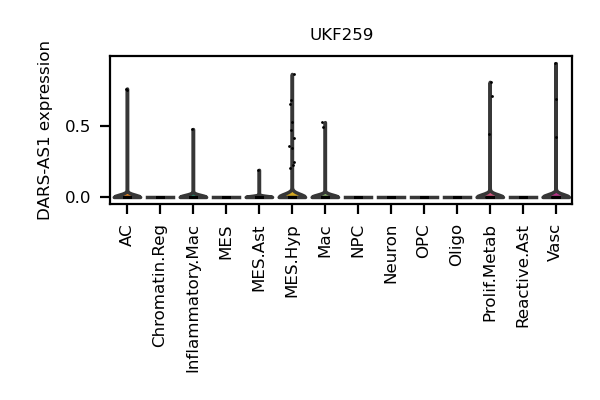 UKF259
DARS-AS1 expression
0.5
0.0
AC
Chromatin.Reg
Inflammatory.Mac
MES
MES.Ast
MES.Hyp
Mac
NPC
Neuron
OPC
Oligo
Prolif.Metab
Reactive.Ast
Vasc